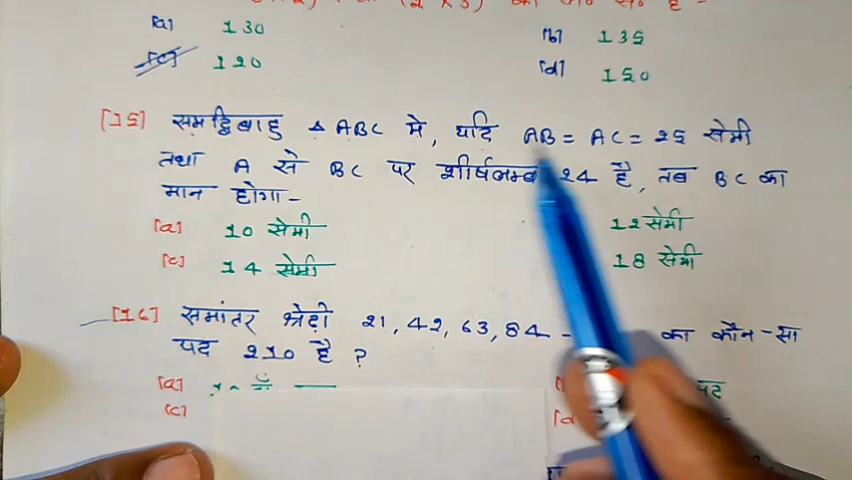 [a] 130
[b] 135
[c] 120
[d] 150
[15] समद्विबाहु ∆ ABC मे, यदि AB = AC = 25 सेमी
तथा A से BC पर शीर्षलम्ब 24 है, तब BC का
मान होगा-
[a] 10 सेमी
12 सेमी
[c] 14 सेमी
18 सेमी
[16] समांतर श्रेढ़ी 21, 42, 63, 84 - का कौन-सा
पद 210 है ?
[a]
[c]